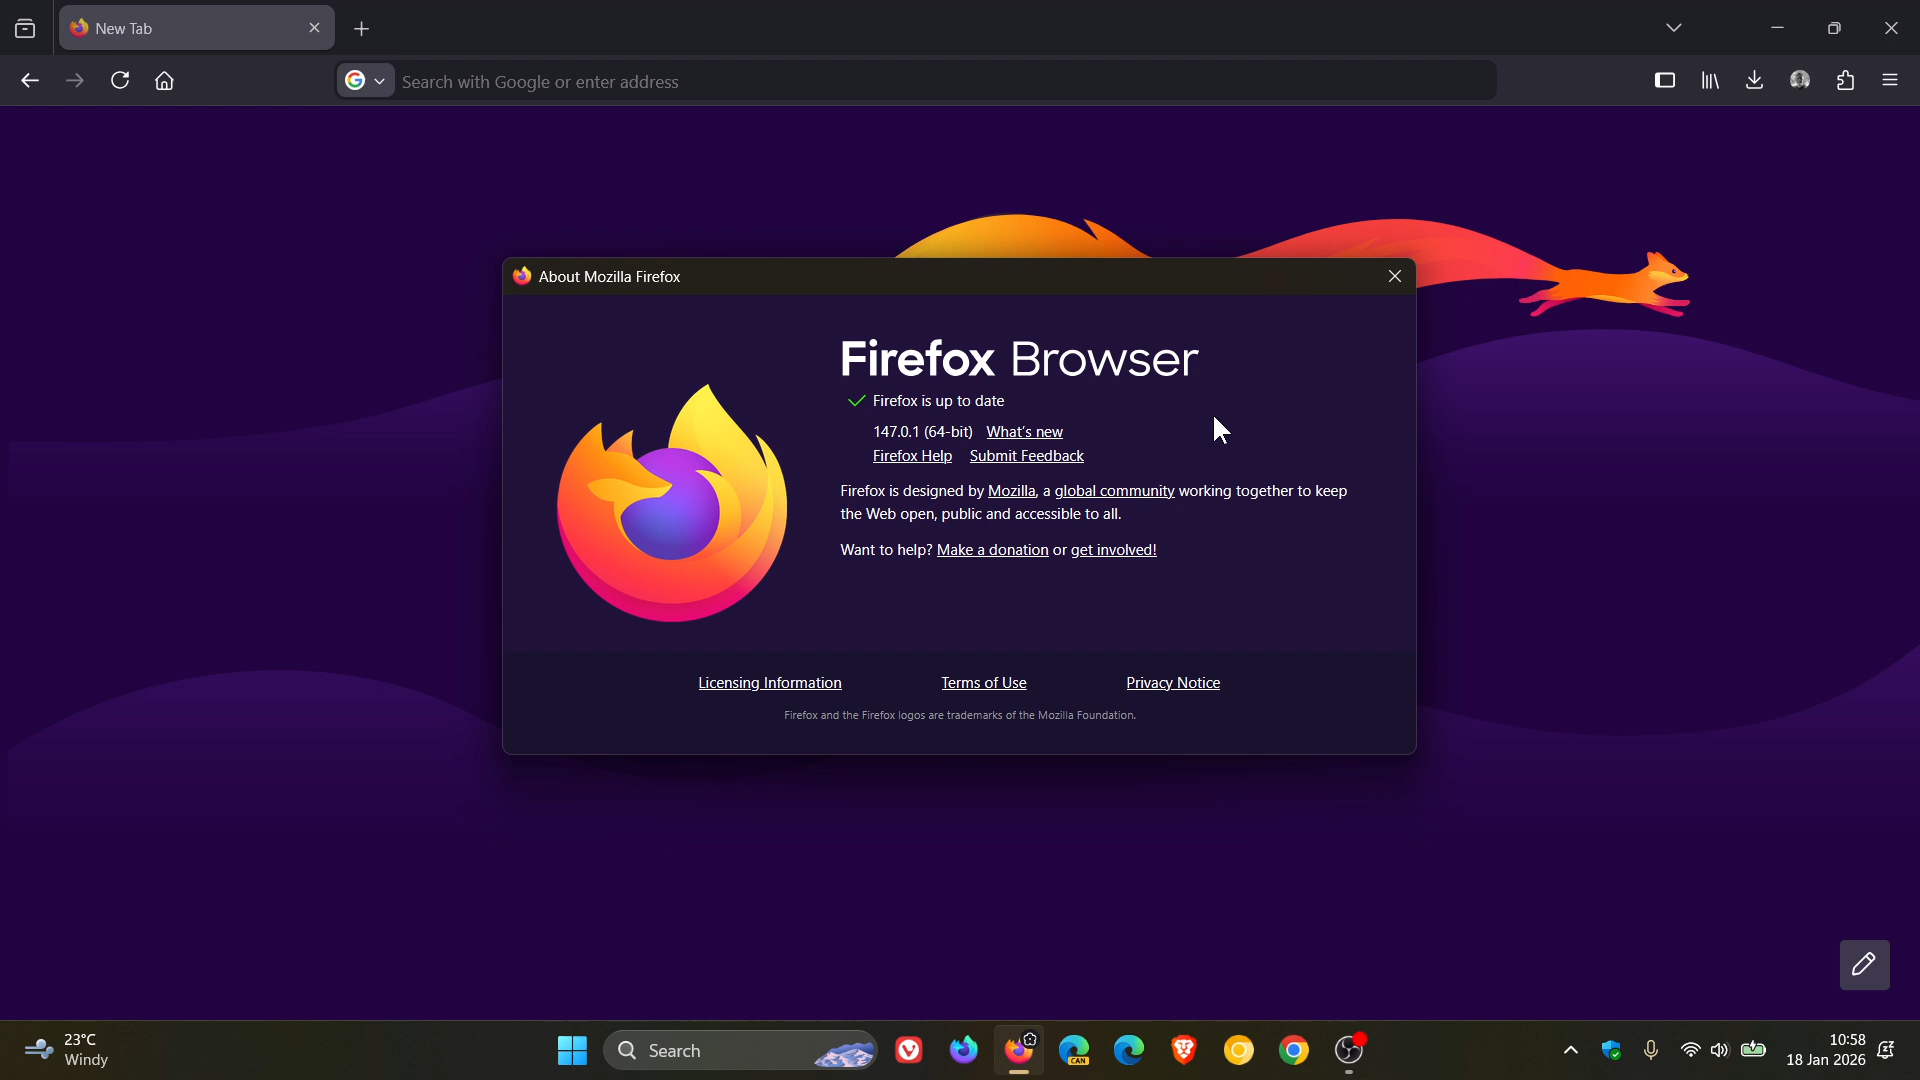 New Tab
Search with Google or enter address
About Mozilla Firefox
Firefox Browser
Firefox is up to date
147.0.1 (64-bit) What's new
Firefox Help Submit Feedback
Firefox is designed by Mozilla, a global community working together to keep
the Web open, public and accessible to all.
Want to help? Make a donation or get involved!
Licensing Information Terms of Use Privacy Notice
Firefox and the Firefox logos are trademarks of the Mozilla Foundation.
23°C
Windy
Search
CAN
10:58
18 Jan 2026